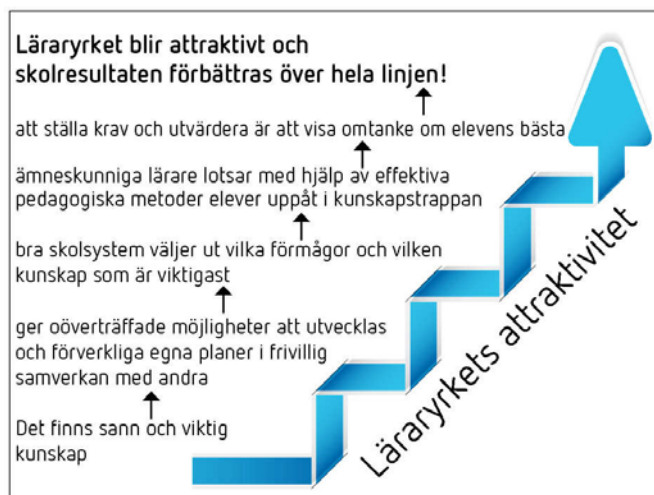 Läraryrket blir attraktivt och
skolresultaten förbättras över hela linjen!
att ställa krav och utvärdera är att visa omtanke om elevens bästa
ämneskunniga lärare lotsar med hjälp av effektiva
pedagogiska metoder elever uppåt i kunskapstrappan
bra skolsystem väljer ut vilka förmågor och vilken
kunskap som är viktigast
ger oöverträffade möjligheter att utvecklas
och förverkliga egna planer i frivillig
samverkan med andra
Det finns sann och viktig
kunskap
Läraryrkets attraktivitet